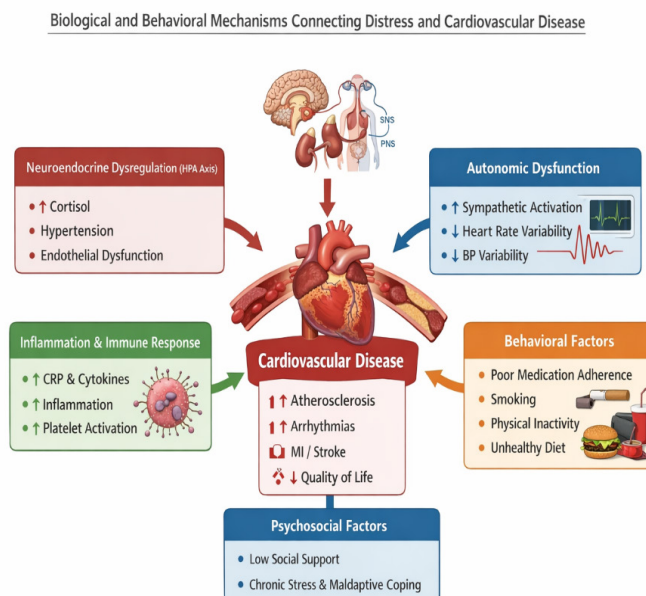 Biological and Behavioral Mechanisms Connecting Distress and Cardiovascular Disease
SNS
PNS
Neuroendocrine Dysregulation (HPA Axis)
• ↑ Cortisol
• Hypertension
• Endothelial Dysfunction
Autonomic Dysfunction
• ↑ Sympathetic Activation
• ↓ Heart Rate Variability
• ↓ BP Variability
Inflammation & Immune Response
• ↑ CRP & Cytokines
• ↑ Inflammation
• ↑ Platelet Activation
Cardiovascular Disease
↑ Atherosclerosis
↑ Arrhythmias
MI / Stroke
↓ Quality of Life
Behavioral Factors
• Poor Medication Adherence
• Smoking
• Physical Inactivity
• Unhealthy Diet
Psychosocial Factors
• Low Social Support
• Chronic Stress & Maldaptive Coping